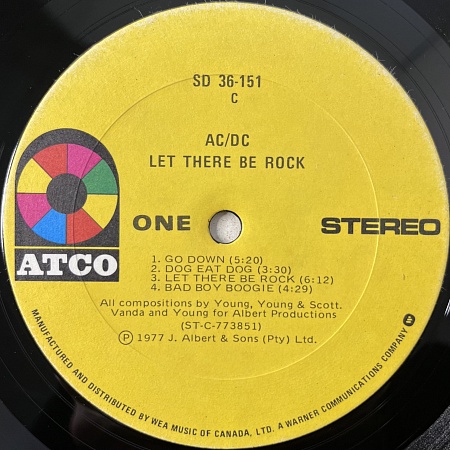 SD 36-151
C
AC/DC
LET THERE BE ROCK
ATCO
ONE
STEREO
1. GO DOWN (5:20)
2. DOG EAT DOG (3:30)
3. LET THERE BE ROCK (6:12)
4. BAD BOY BOOGIE (4:29)
All compositions by Young, Young & Scott.
Vanda and Young for Albert Productions
(ST-C-773851)
Ⓟ 1977 J. Albert & Sons (Pty) Ltd.
MANUFACTURED AND DISTRIBUTED BY WEA MUSIC OF CANADA, LTD. A WARNER COMMUNICATIONS COMPANY